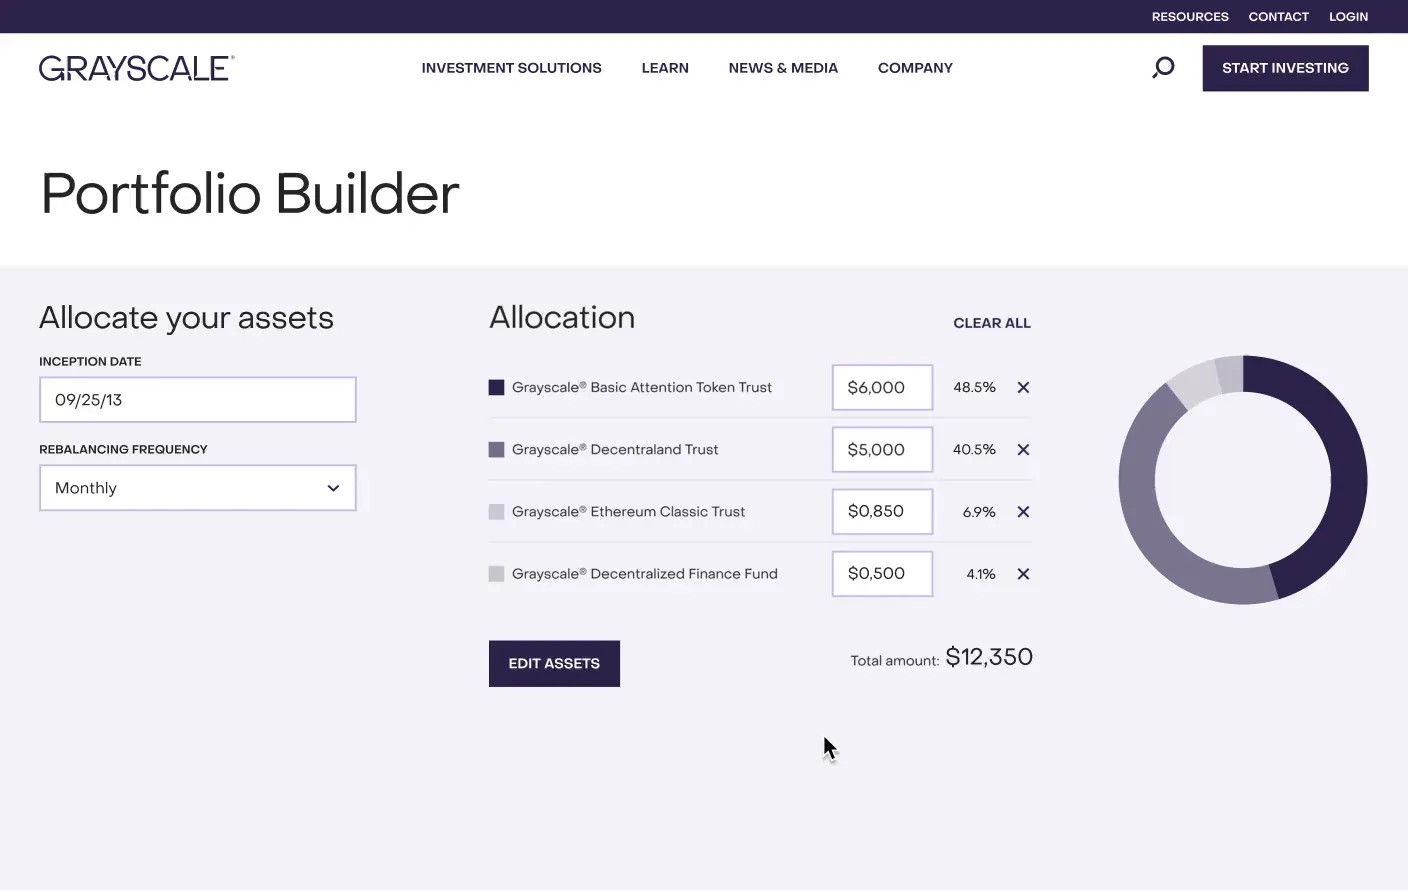 RESOURCES CONTACT LOGIN
GRAYSCALE® INVESTMENT SOLUTIONS LEARN NEWS & MEDIA COMPANY START INVESTING
Portfolio Builder
Allocate your assets
INCEPTION DATE
09/25/13
REBALANCING FREQUENCY
Monthly
Allocation CLEAR ALL
Grayscale® Basic Attention Token Trust $6,000 48.5%
Grayscale® Decentraland Trust $5,000 40.5%
Grayscale® Ethereum Classic Trust $0,850 6.9%
Grayscale® Decentralized Finance Fund $0,500 4.1%
EDIT ASSETS Total amount: $12,350